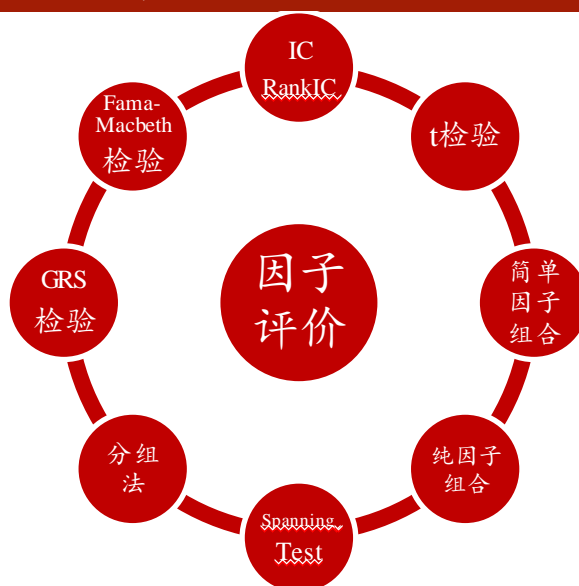 IC
RankIC
Fama-
Macbeth
检验
t检验
因子
评价
GRS
检验
简单
因子
组合
分组
法
纯因子
组合
Spanning
Test